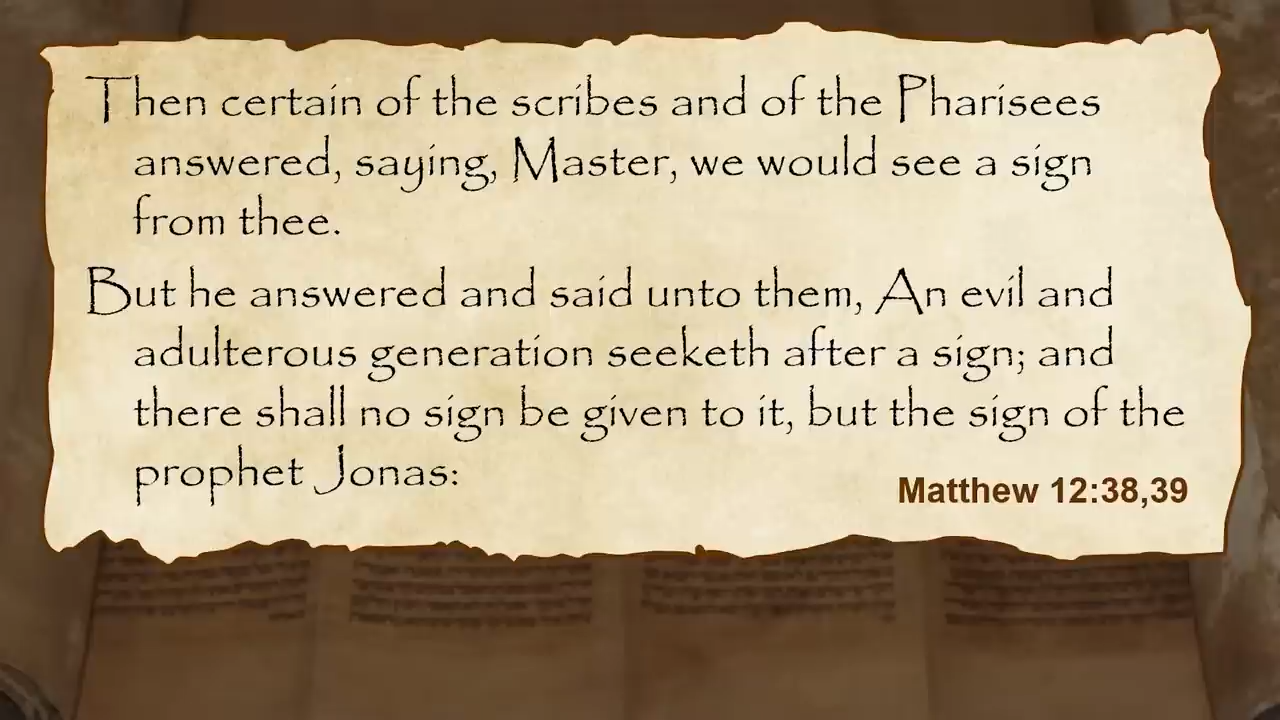 Then certain of the scribes and of the Pharisees
answered, saying, Master, we would see a sign
from thee.
But he answered and said unto them, An evil and
adulterous generation seeketh after a sign; and
there shall no sign be given to it, but the sign of the
prophet Jonas:
Matthew 12:38,39